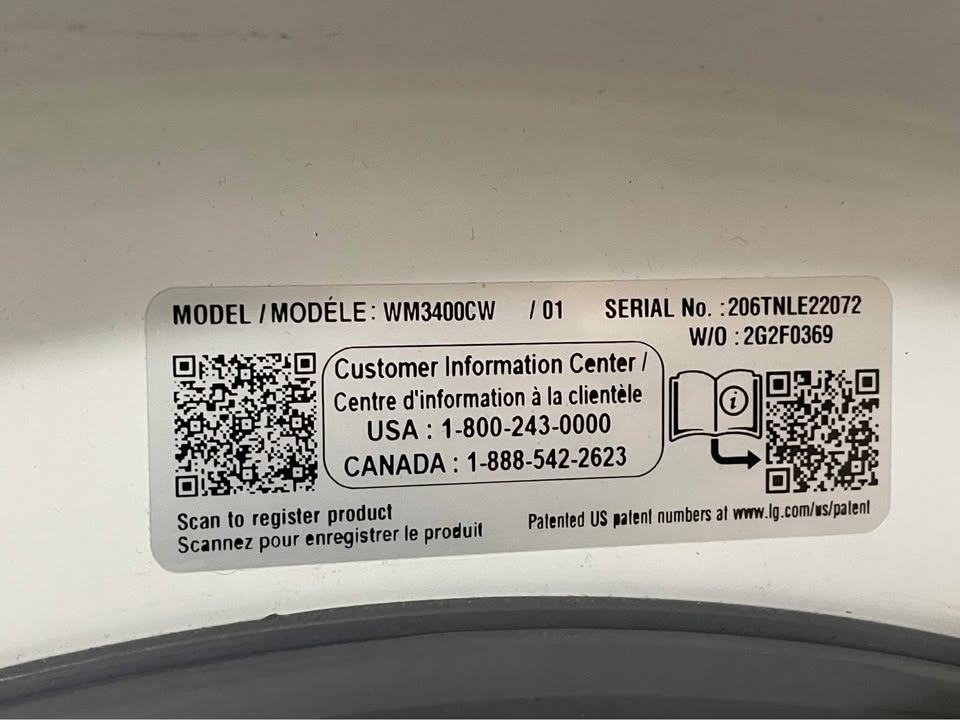 MODEL / MODÉLE : WM3400CW / 01 SERIAL No. : 206TNLE22072
W/O : 2G2F0369
Customer Information Center /
Centre d'information à la clientèle
USA : 1-800-243-0000
CANADA : 1-888-542-2623
i
Scan to register product
Scannez pour enregistrer le produit
Patented US patent numbers at www.lg.com/us/patent